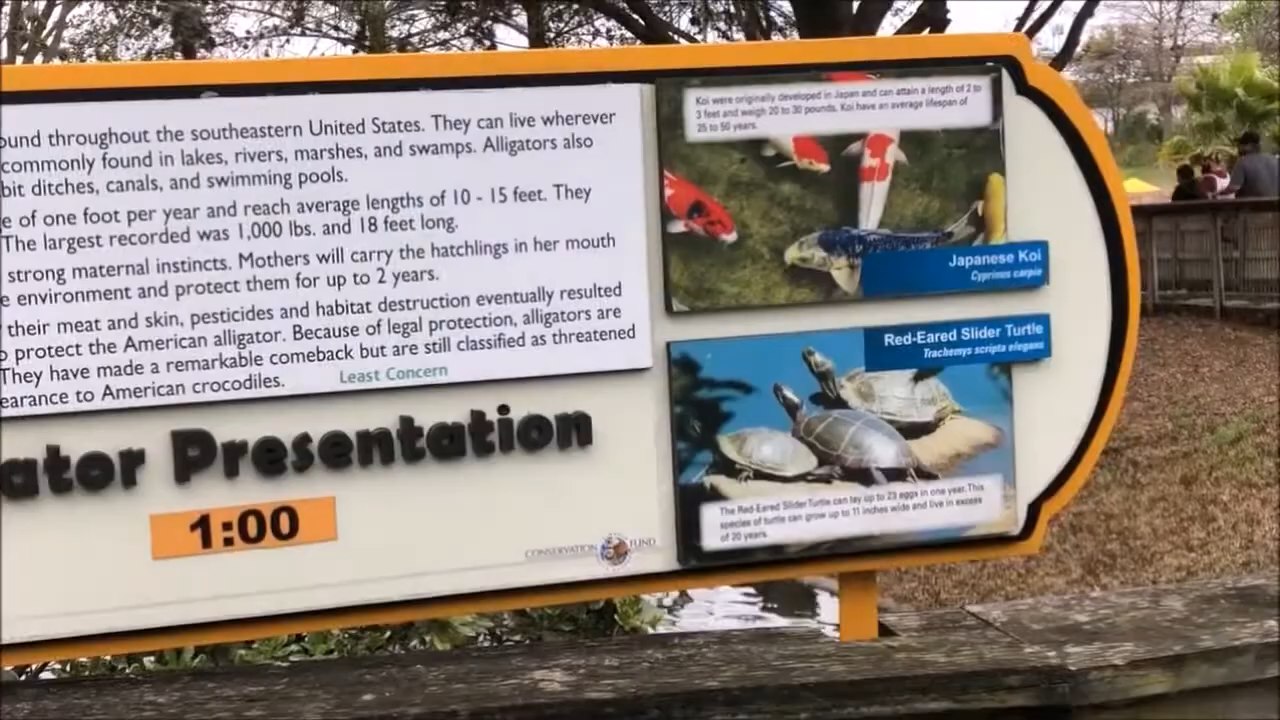 ound throughout the southeastern United States. They can live wherever
commonly found in lakes, rivers, marshes, and swamps. Alligators also
bit ditches, canals, and swimming pools.
e of one foot per year and reach average lengths of 10 - 15 feet. They
The largest recorded was 1,000 lbs. and 18 feet long.
strong maternal instincts. Mothers will carry the hatchlings in her mouth
e environment and protect them for up to 2 years.
their meat and skin, pesticides and habitat destruction eventually resulted
o protect the American alligator. Because of legal protection, alligators are
They have made a remarkable comeback but are still classified as threatened
earance to American crocodiles.
Least Concern
ator Presentation
1:00
CONSERVATION FUND
Koi were originally developed in Japan and can attain a length of 2 to
3 feet and weigh 20 to 30 pounds. Koi have an average lifespan of
25 to 50 years.
Japanese Koi
Cyprinus carpio
Red-Eared Slider Turtle
Trachemys scripta elegans
The Red-Eared Slider Turtle can lay up to 23 eggs in one year. This
species of turtle can grow up to 11 inches wide and live in excess
of 20 years.